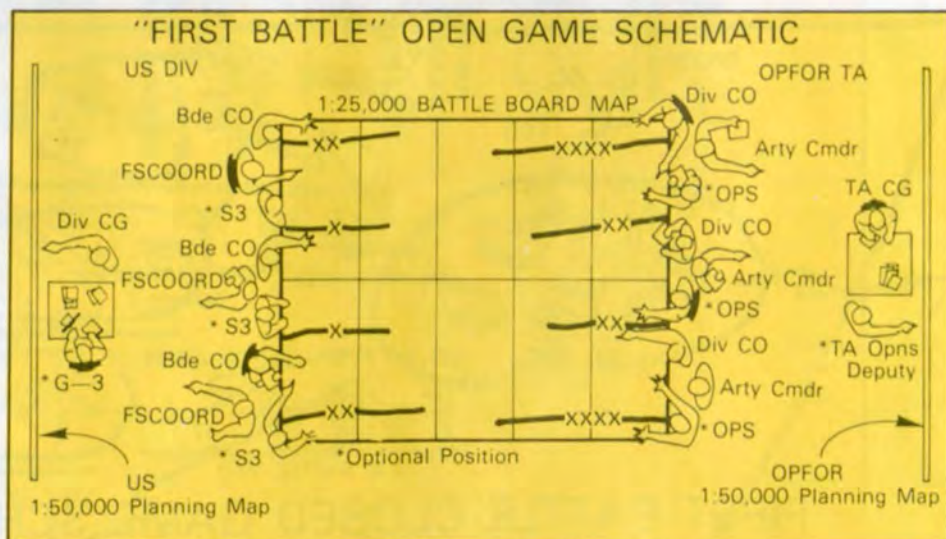 "FIRST BATTLE" OPEN GAME SCHEMATIC
US DIV
OPFOR TA
1:25,000 BATTLE BOARD MAP
Bde CO
FSCOORD
* S3
Div CG
Bde CO
FSCOORD
* S3
Bde CO
* G—3
FSCOORD
* S3
XX
X
X
XX
XXXX
XX
XX
XXXX
Div CO
Arty Cmdr
*OPS
TA CG
Div CO
Arty Cmdr
*OPS
Div CO
*TA Opns
Deputy
Arty Cmdr
*OPS
*Optional Position
US
1:50,000 Planning Map
OPFOR
1:50,000 Planning Map